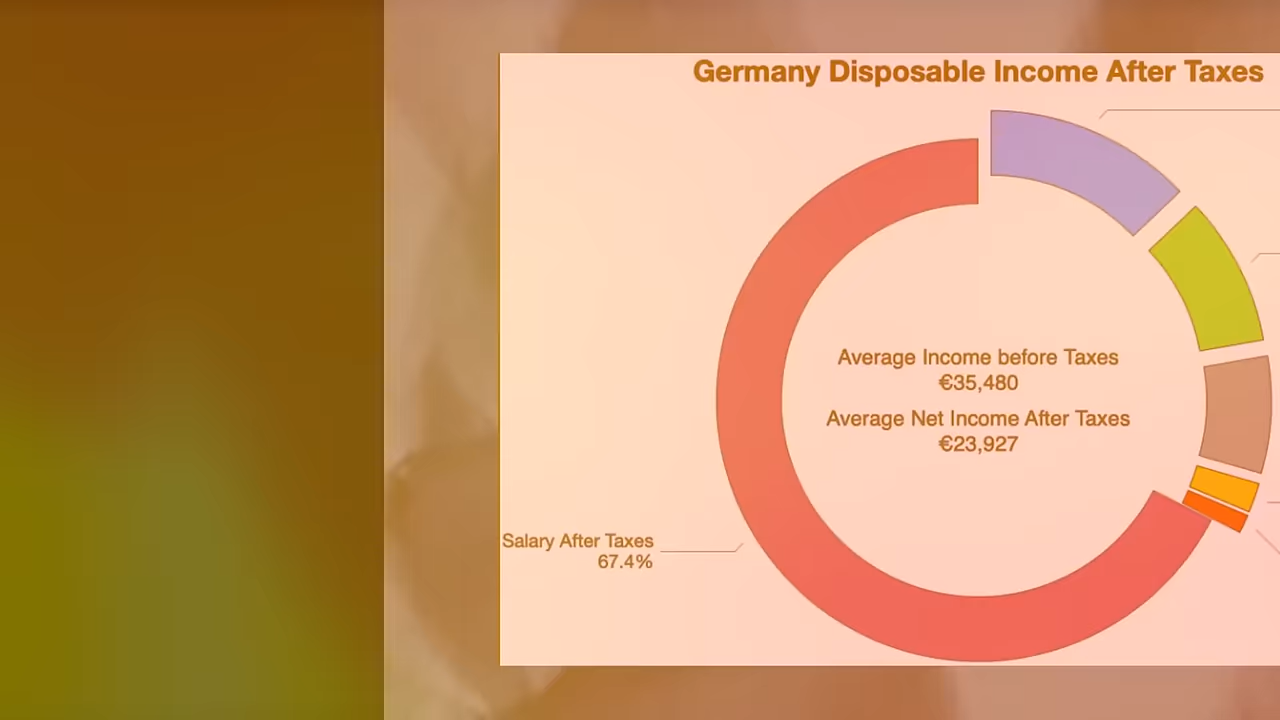 Germany Disposable Income After Taxes
Average Income before Taxes
€35,480
Average Net Income After Taxes
€23,927
Salary After Taxes
67.4%